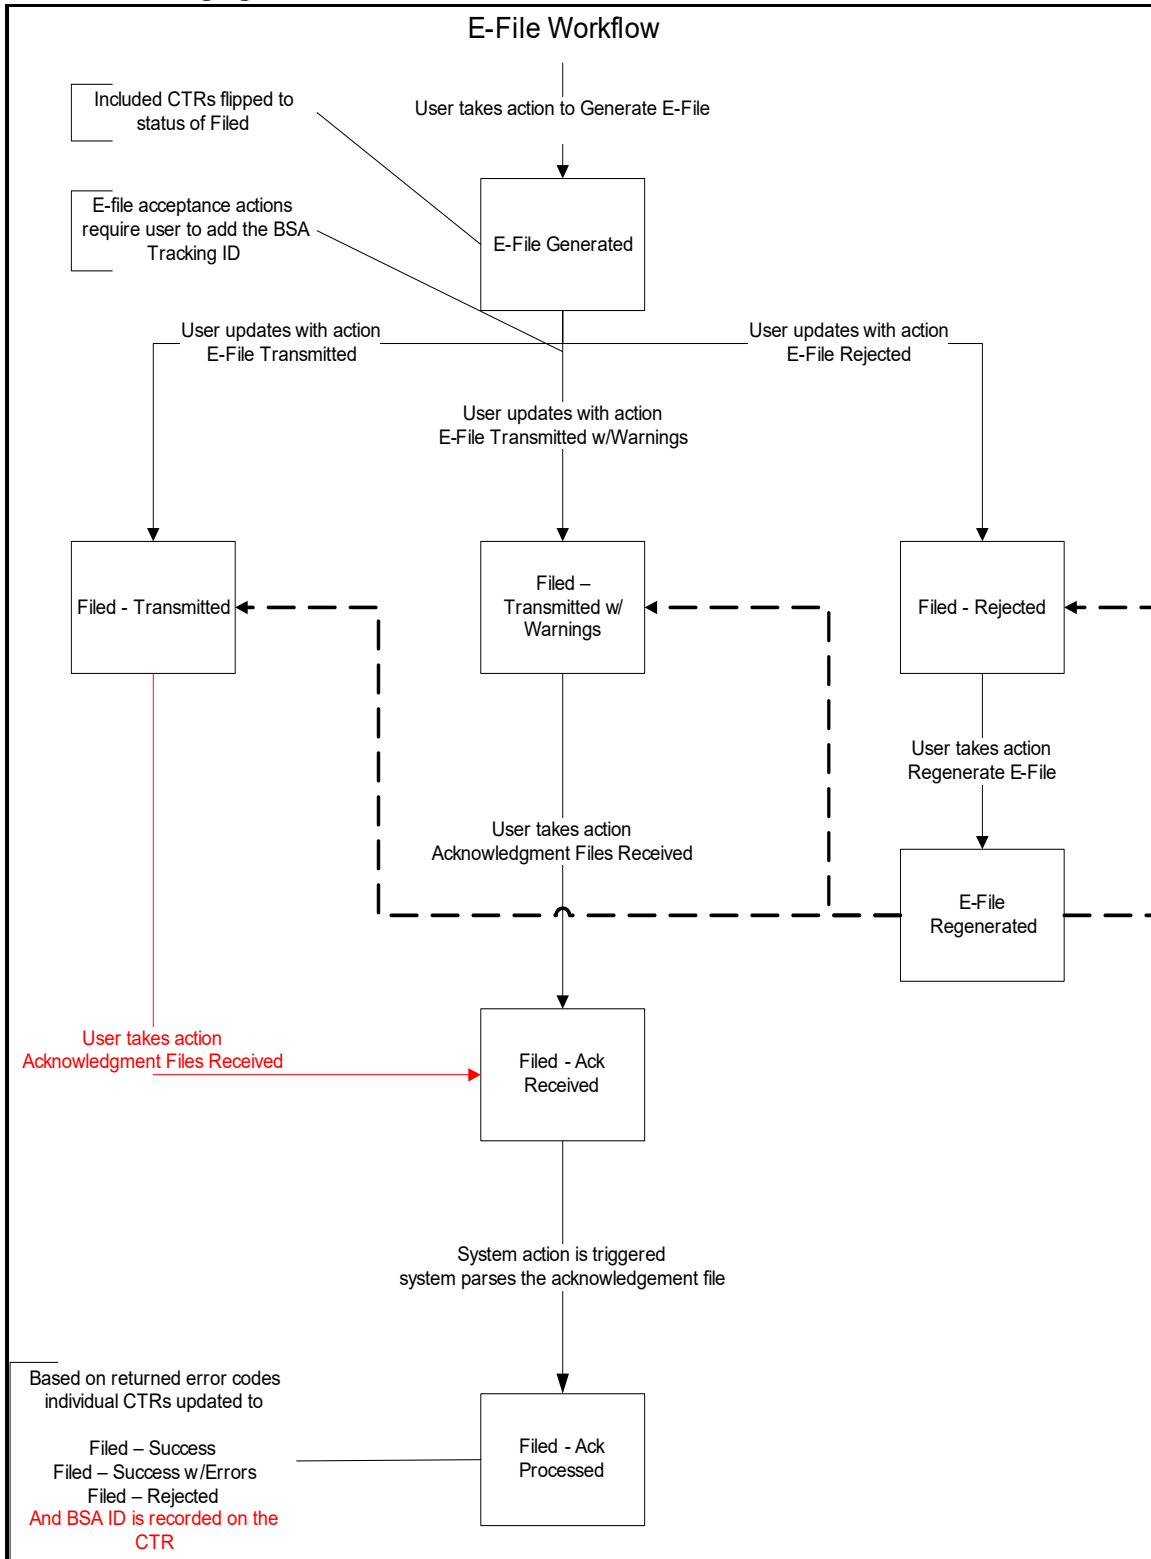 E-File Workflow
Included CTRs flipped to
status of Filed
User takes action to Generate E-File
E-file acceptance actions
require user to add the BSA
Tracking ID
E-File Generated
User updates with action
E-File Transmitted
User updates with action
E-File Rejected
User updates with action
E-File Transmitted w/Warnings
Filed - Transmitted
Filed –
Transmitted w/
Warnings
Filed - Rejected
User takes action
Regenerate E-File
User takes action
Acknowledgment Files Received
E-File
Regenerated
User takes action
Acknowledgment Files Received
Filed - Ack
Received
System action is triggered
system parses the acknowledgement file
Based on returned error codes
individual CTRs updated to
Filed – Success
Filed – Success w/Errors
Filed – Rejected
And BSA ID is recorded on the
CTR
Filed - Ack
Processed